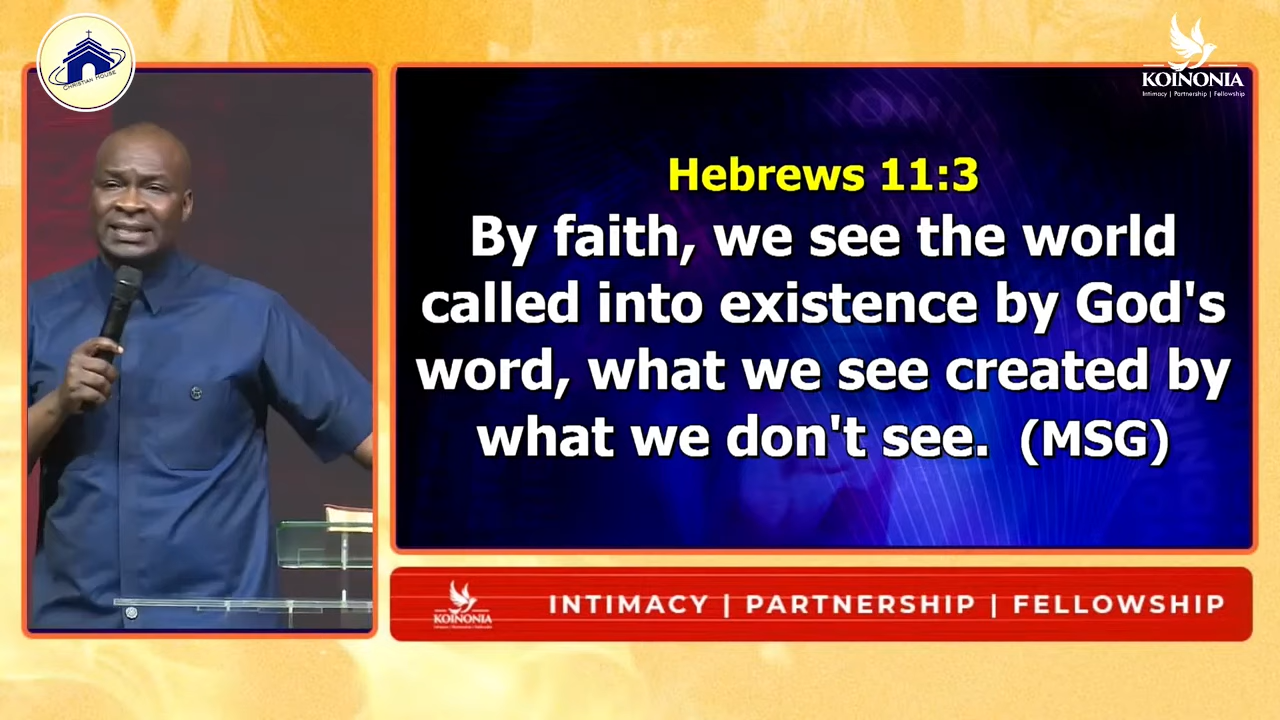 CHRISTIAN HOUSE
KOINONIA
Intimacy | Partnership | Fellowship
Hebrews 11:3
By faith, we see the world
called into existence by God's
word, what we see created by
what we don't see. (MSG)
KOINONIA
INTIMACY | PARTNERSHIP | FELLOWSHIP